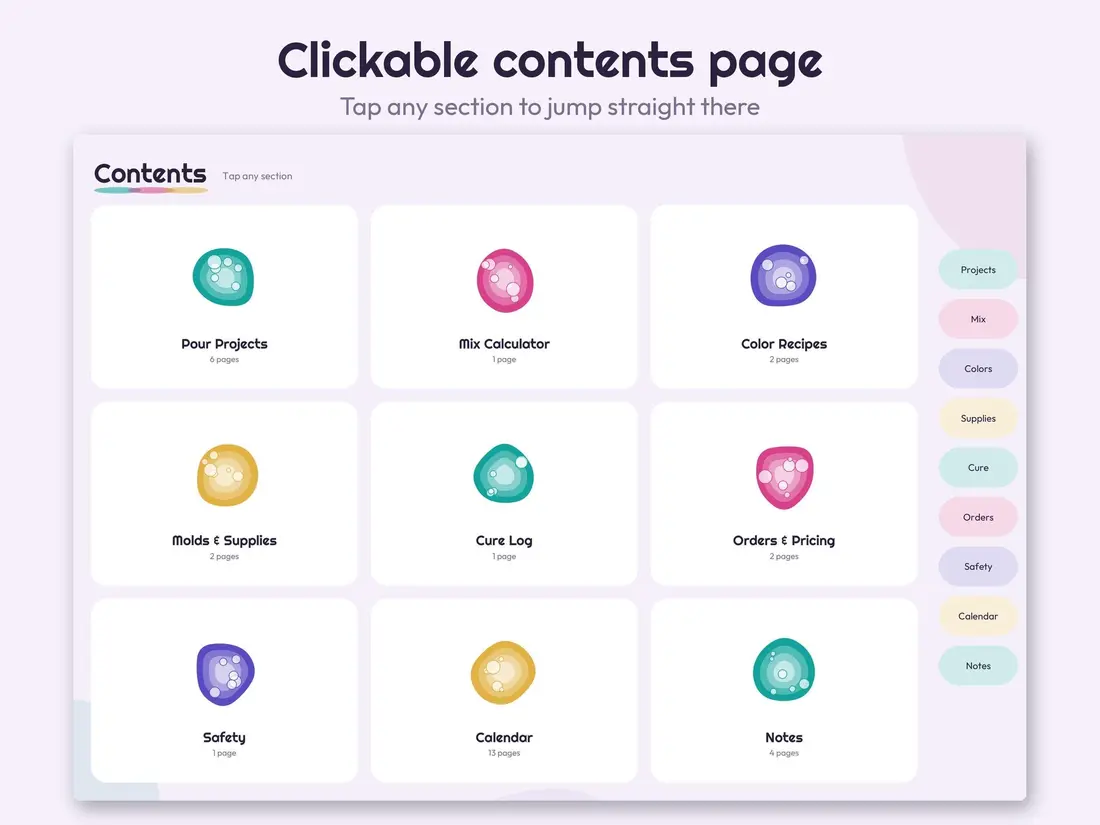 Clickable contents page
Tap any section to jump straight there
Contents
Tap any section
Pour Projects
6 pages
Mix Calculator
1 page
Color Recipes
2 pages
Molds & Supplies
2 pages
Cure Log
1 page
Orders & Pricing
2 pages
Safety
1 page
Calendar
13 pages
Notes
4 pages
Projects
Mix
Colors
Supplies
Cure
Orders
Safety
Calendar
Notes